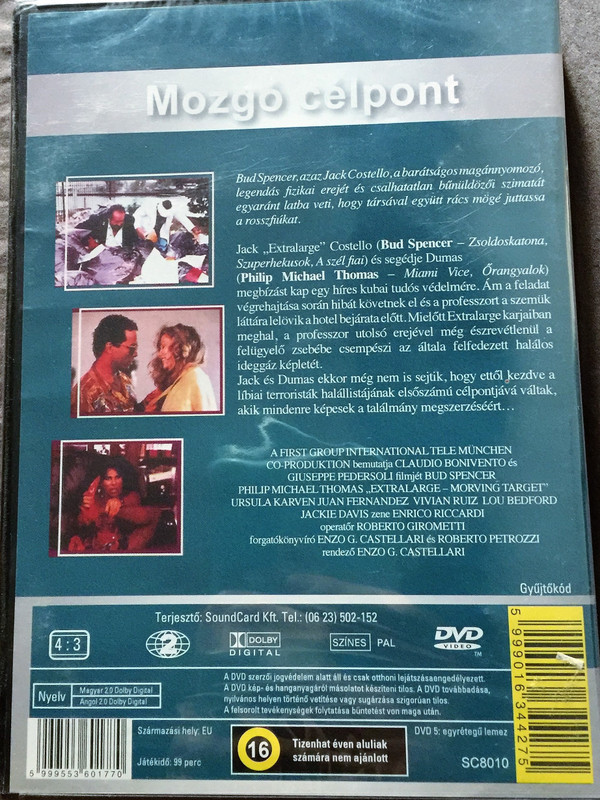 Mozgó célpont
Bud Spencer, azaz Jack Costello, a barátságos magánnyomozó,
legendás fizikai erejét és csalhatatlan bűnüldözői szimatát
egyaránt latba veti, hogy társával együtt rács mögé juttassa
a rosszfiúkat.
Jack „Extralarge” Costello (Bud Spencer – Zsoldoskatona,
Szuperhekusok, A szél fiai) és segédje Dumas
(Philip Michael Thomas – Miami Vice, Őrangyalok)
megbízást kap egy híres kubai tudós védelmére. Ám a feladat
végrehajtása során hibát követnek el és a professzort a szemük
láttára lelövik a hotel bejárata előtt. Mielőtt Extralarge karjaiban
meghal, a professzor utolsó erejével még észrevétlenül a
felügyelő zsebébe csempészi az általa felfedezett halálos
ideggáz képletét.
Jack és Dumas ekkor még nem is sejtik, hogy ettől kezdve a
líbiai terroristák halállistájának elsőszámú célpontjává váltak,
akik mindenre képesek a találmány megszerzéséért…
A FIRST GROUP INTERNATIONAL TELE MÜNCHEN
CO-PRODUKTION bemutatja CLAUDIO BONIVENTO és
GIUSEPPE PEDERSOLI filmjét BUD SPENCER
PHILIP MICHAEL THOMAS „EXTRALARGE – MORVING TARGET”
URSULA KARVEN JUAN FERNANDEZ VIVIAN RUIZ LOU BEDFORD
JACKIE DAVIS zene ENRICO RICCARDI
operatőr ROBERTO GIROMETTI
forgatókönyvíró ENZO G. CASTELLARI és ROBERTO PETROZZI
rendező ENZO G. CASTELLARI
Gyűjtőkód
Terjesztő: SoundCard Kft. Tel.: (06 23) 502-152
4:3
2
DOLBY
DIGITAL
SZÍNES PAL
DVD
VIDEO
TM
5 999016 344275
Nyelv
Magyar 2.0 Dolby Digital
Angol 2.0 Dolby Digital
A DVD szerzői jogvédelem alatt áll és csak otthoni lejátszásaengedélyezett.
A DVD kép- és hanganyagáról másolatot készíteni tilos. A DVD továbbadása,
nyilvános helyen történő vetítése vagy sugárzása szigorúan tilos.
A felsorolt tevékenységek folytatása büntetést von maga után.
5 999553 601770
Származási hely: EU
Játékidő: 99 perc
16
Tizenhat éven aluliak
számára nem ajánlott
DVD 5: egyrétegű lemez
SC8010